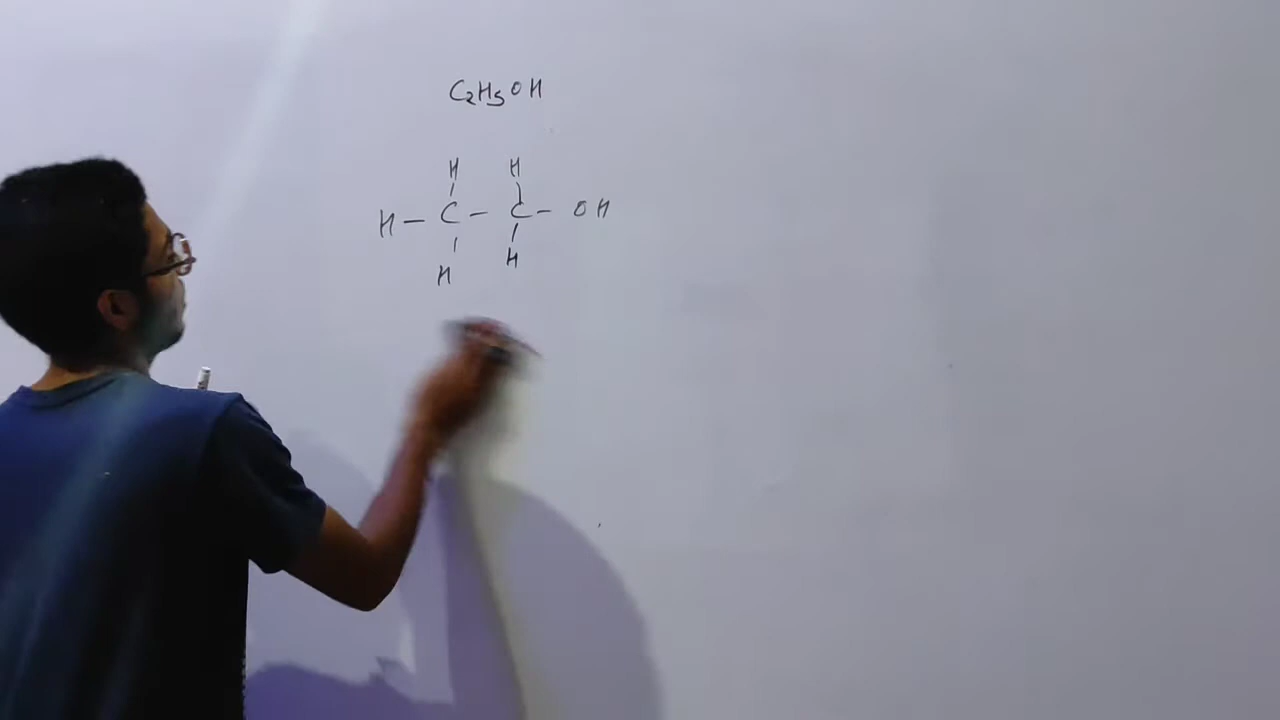 C₂H₅OH
H H
H – C – C – OH
H H